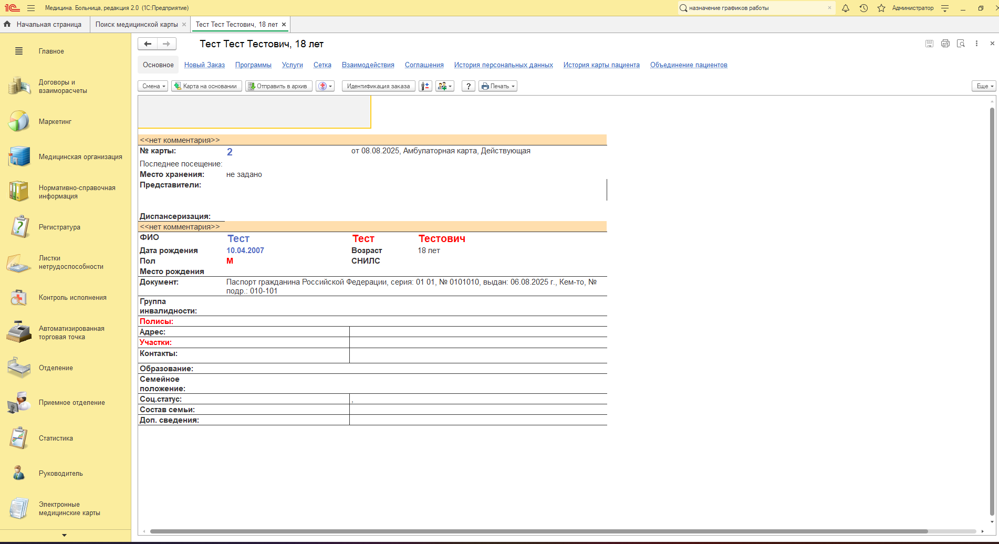 1С Медицина. Больница, редакция 2.0 (1С:Предприятие) назначение графиков работы × Администратор
Начальная страница Поиск медицинской карты × Тест Тест Тестович, 18 лет ×
Главное
Договоры и
взаиморасчеты
Маркетинг
Медицинская организация
Нормативно-справочная
информация
Регистратура
Листки
нетрудоспособности
Контроль исполнения
Автоматизированная
торговая точка
Отделение
Приемное отделение
Статистика
Руководитель
Электронные
медицинские карты
Тест Тест Тестович, 18 лет
Основное Новый Заказ Программы Услуги Сетка Взаимодействия Соглашения История персональных данных История карты пациента Объединение пациентов
Смена Карта на основании Отправить в архив Идентификация заказа ? Печать Еще
<<нет комментария>>
№ карты: 2 от 08.08.2025, Амбулаторная карта, Действующая
Последнее посещение:
Место хранения: не задано
Представители:
Диспансеризация:
<<нет комментария>>
ФИО Тест Тест Тестович
Дата рождения 10.04.2007 Возраст 18 лет
Пол М СНИЛС
Место рождения
Документ: Паспорт гражданина Российской Федерации, серия: 01 01, № 0101010, выдан: 06.08.2025 г., Кем-то, №
подр.: 010-101
Группа
инвалидности:
Полисы:
Адрес:
Участки:
Контакты:
Образование:
Семейное
положение:
Соц.статус: ,
Состав семьи:
Доп. сведения: